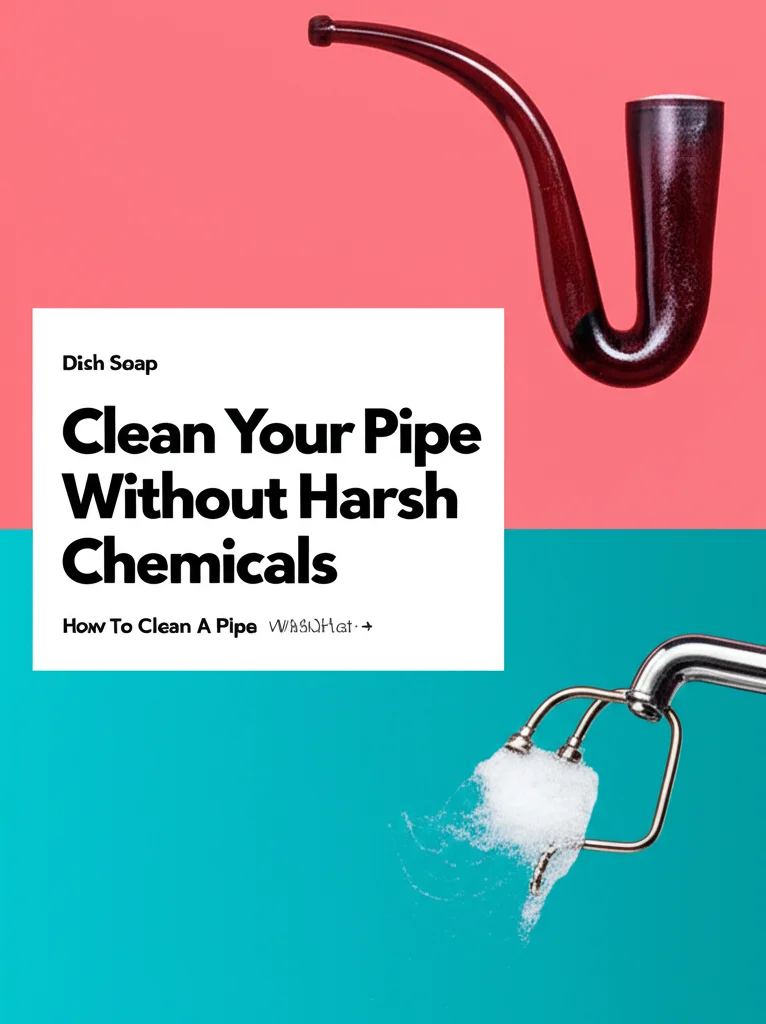 Dish Soap
Clean Your Pipe
Without Harsh
Chemicals
How To Clean A Pipe